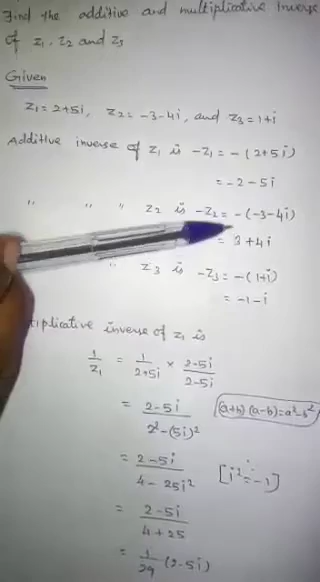 Find the additive and multiplicative inverse
of z₁, z₂ and z₃
Given
z₁ = 2+5i, z₂ = -3-4i, and z₃ = 1+i
Additive inverse of z₁ is -z₁ = -(2+5i)
= -2-5i
" " " z₂ is -z₂ = -(-3-4i)
= 3+4i
" z₃ is -z₃ = -(1+i)
= -1-i
tiplicative inverse of z₁ is
1/z₁ = 1/(2+5i) × (2-5i)/(2-5i)
= (2-5i)/(2²-(5i)²) (a+b)(a-b)=a²-b²
= (2-5i)/(4-25i²) [∵ i²=-1]
= (2-5i)/(4+25)
= 1/29 (2-5i)